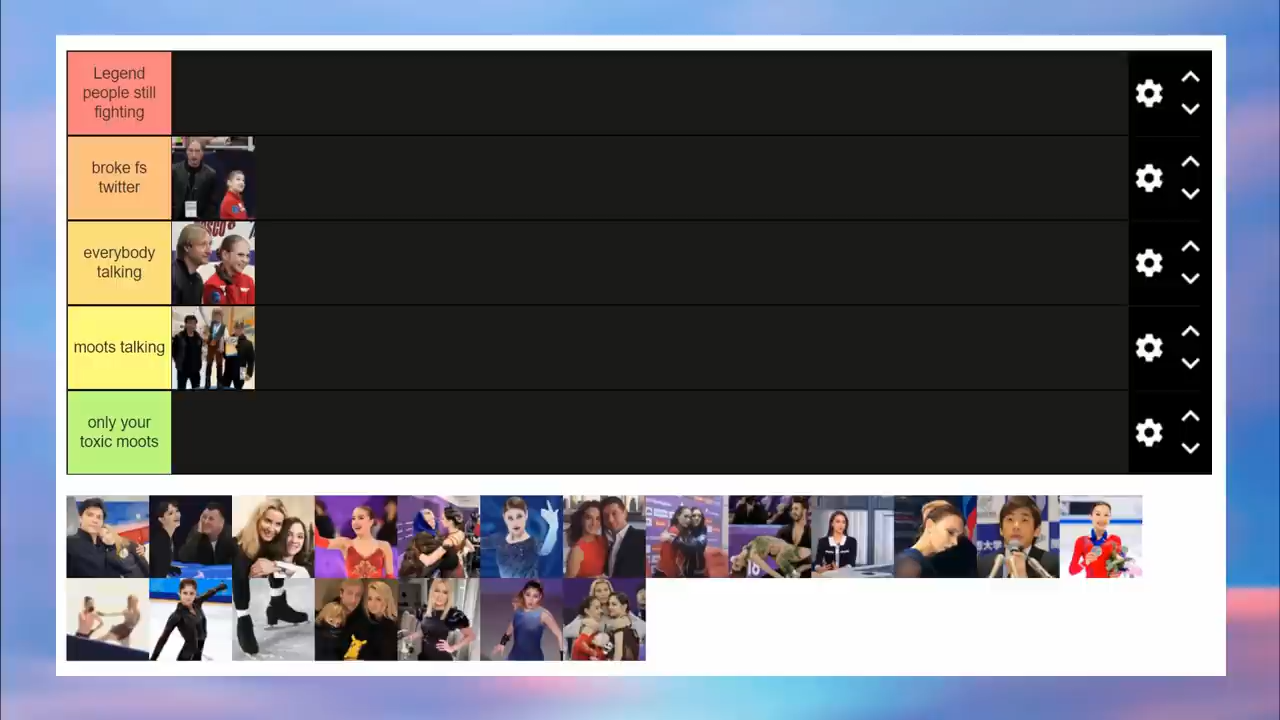 Legend
people still
fighting
broke fs
twitter
everybody
talking
moots talking
only your
toxic moots